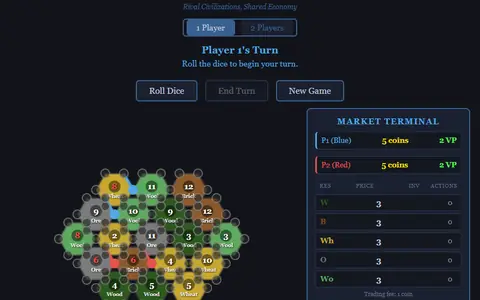 Rival Civilizations, Shared Economy
1 Player 2 Players
Player 1's Turn
Roll the dice to begin your turn.
Roll Dice End Turn New Game
MARKET TERMINAL
P1 (Blue) 5 coins 2 VP
P2 (Red) 5 coins 2 VP
RES PRICE INV ACTIONS
W 3 0
B 3 0
Wh 3 0
O 3 0
Wo 3 0
Trading fee: 1 coin
8 11 12
Wool Brick
9 10 9 12
Ore Wool Wood Brick
8 2 11 3 3
Ore Wood Wool
6 6 4 10
Ore Brick Wheat
4 5 5
Wood Wood Wheat